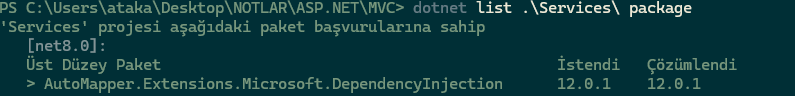 PS C:\Users\ataka\Desktop\NOTLAR\ASP.NET\MVC> dotnet list .\Services\ package
'Services' projesi aşağıdaki paket başvurularına sahip
[net8.0]:
Üst Düzey Paket İstendi Çözümlendi
> AutoMapper.Extensions.Microsoft.DependencyInjection 12.0.1 12.0.1